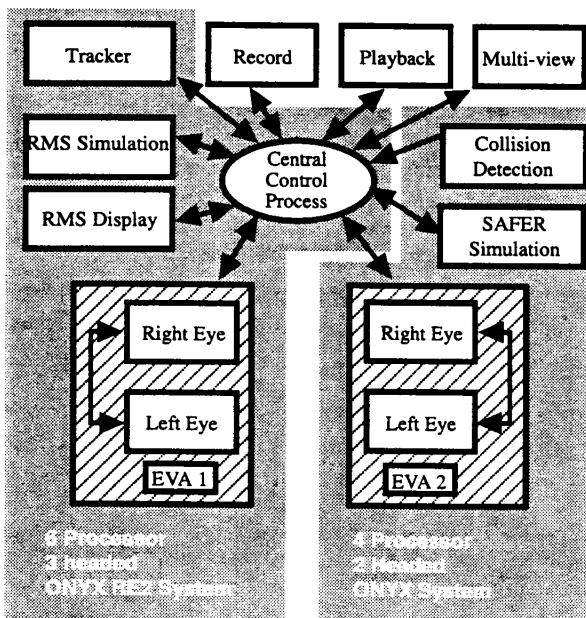 Tracker
Record
Playback
Multi-view
RMS Simulation
Central
Control
Process
Collision
Detection
RMS Display
SAFER
Simulation
Right Eye
Right Eye
Left Eye
Left Eye
EVA 1
EVA 2
6 Processor
3 headed
ONYX RE2 System
4 Processor
2 Headed
ONYX System